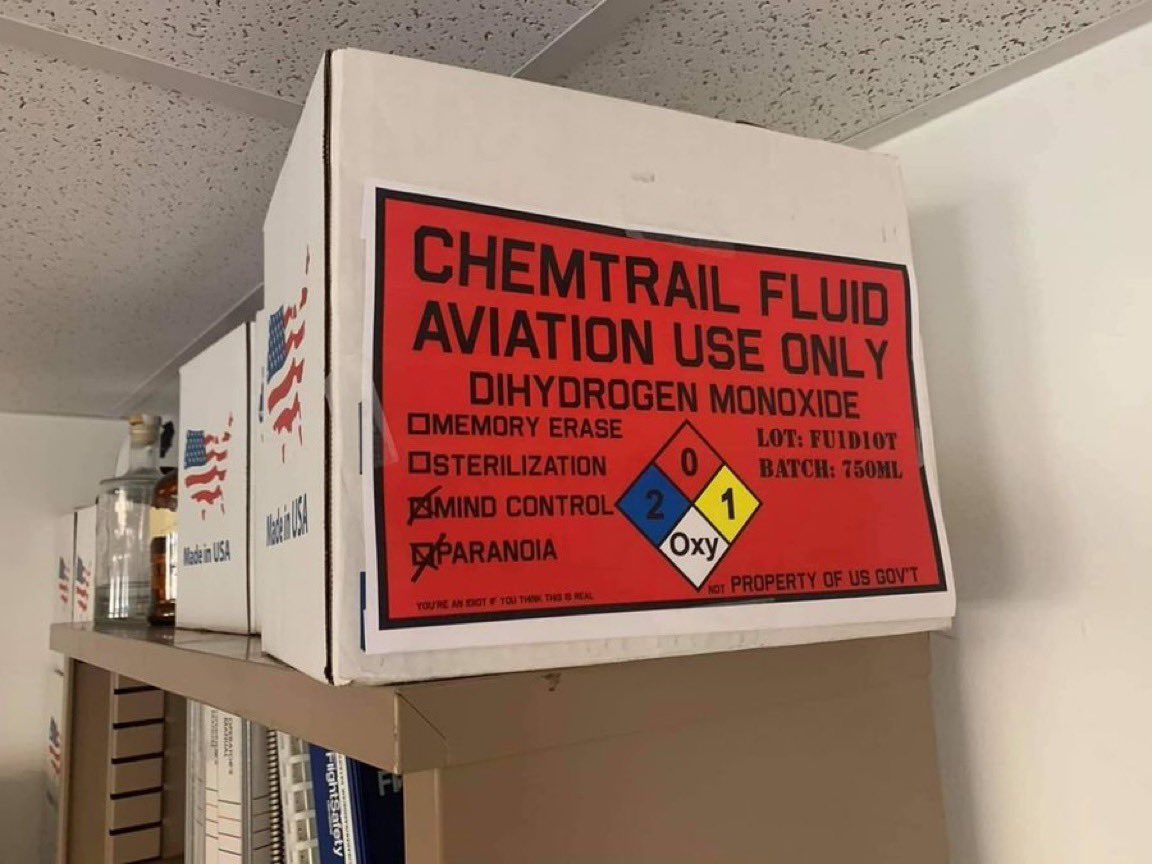 CHEMTRAIL FLUID
AVIATION USE ONLY
DIHYDROGEN MONOXIDE
MEMORY ERASE
STERILIZATION
MIND CONTROL
PARANOIA
LOT: FU1D10T
BATCH: 750ML
0
2
1
Oxy
NOT PROPERTY OF US GOV'T
YOU'RE AN IDIOT IF YOU THINK THIS IS REAL
Made in USA
Made in USA
FlightSafety